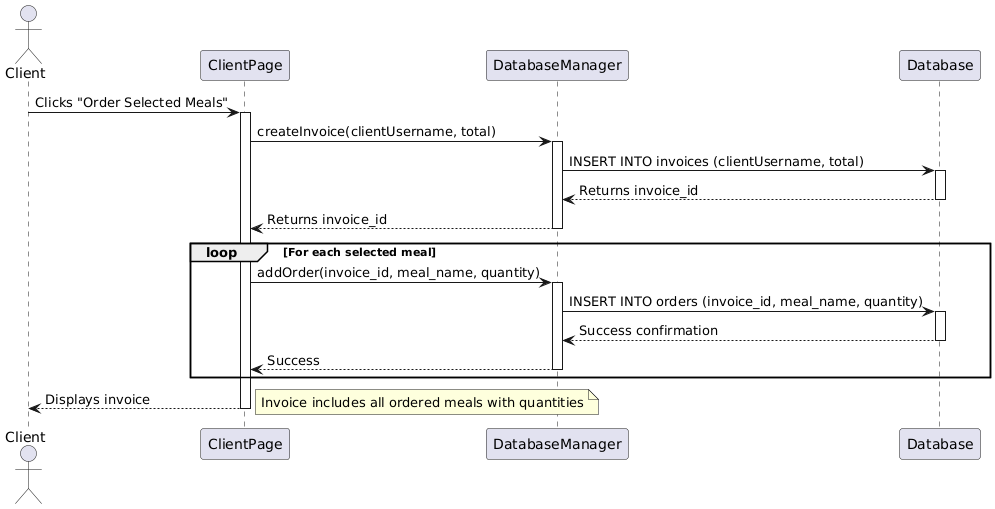 Client
ClientPage
DatabaseManager
Database
Clicks "Order Selected Meals"
createInvoice(clientUsername, total)
INSERT INTO invoices (clientUsername, total)
Returns invoice_id
Returns invoice_id
loop
[For each selected meal]
addOrder(invoice_id, meal_name, quantity)
INSERT INTO orders (invoice_id, meal_name, quantity)
Success confirmation
Success
Displays invoice
Invoice includes all ordered meals with quantities
Client
ClientPage
DatabaseManager
Database